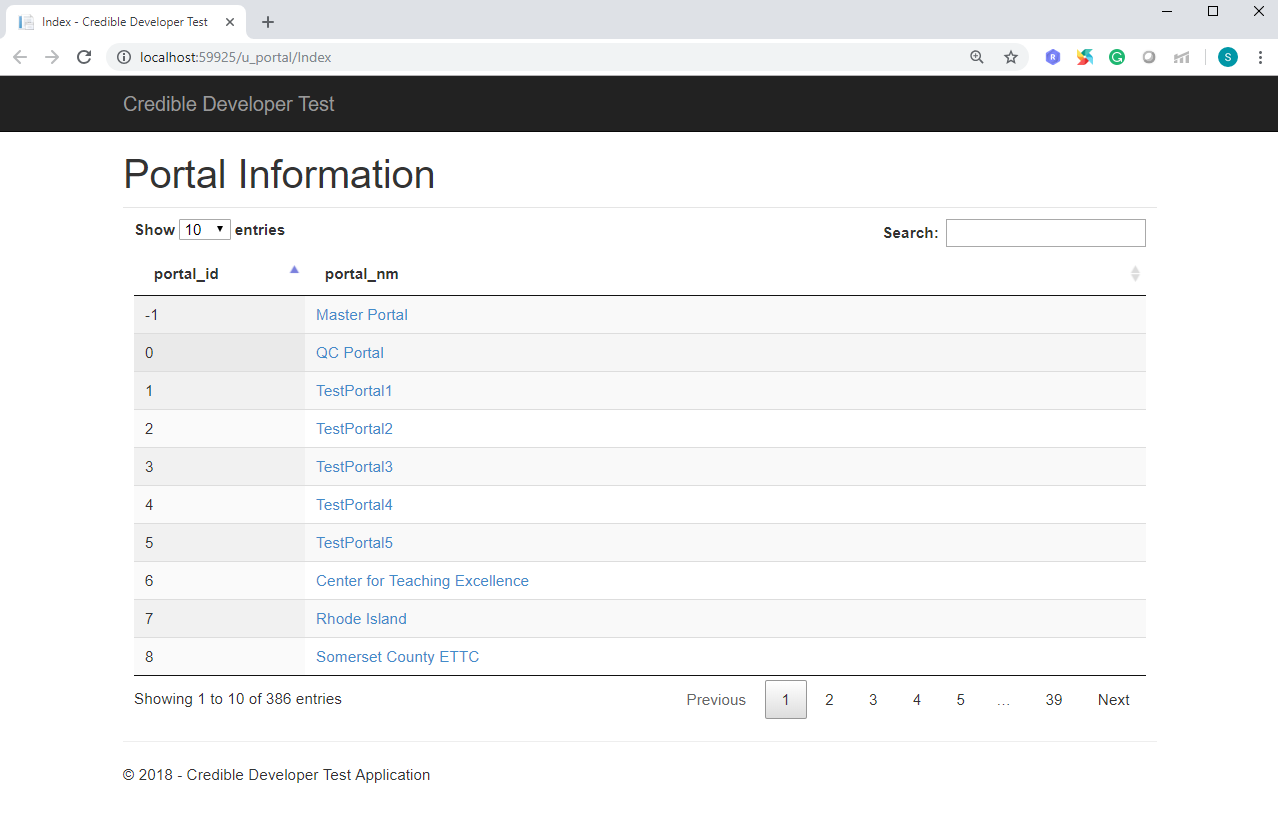 Index - Credible Developer Test
localhost:59925/u_portal/Index
R
G
S
Credible Developer Test
Portal Information
Show 10 entries
Search:
portal_id portal_nm
-1 Master Portal
0 QC Portal
1 TestPortal1
2 TestPortal2
3 TestPortal3
4 TestPortal4
5 TestPortal5
6 Center for Teaching Excellence
7 Rhode Island
8 Somerset County ETTC
Showing 1 to 10 of 386 entries
Previous 1 2 3 4 5 … 39 Next
© 2018 - Credible Developer Test Application